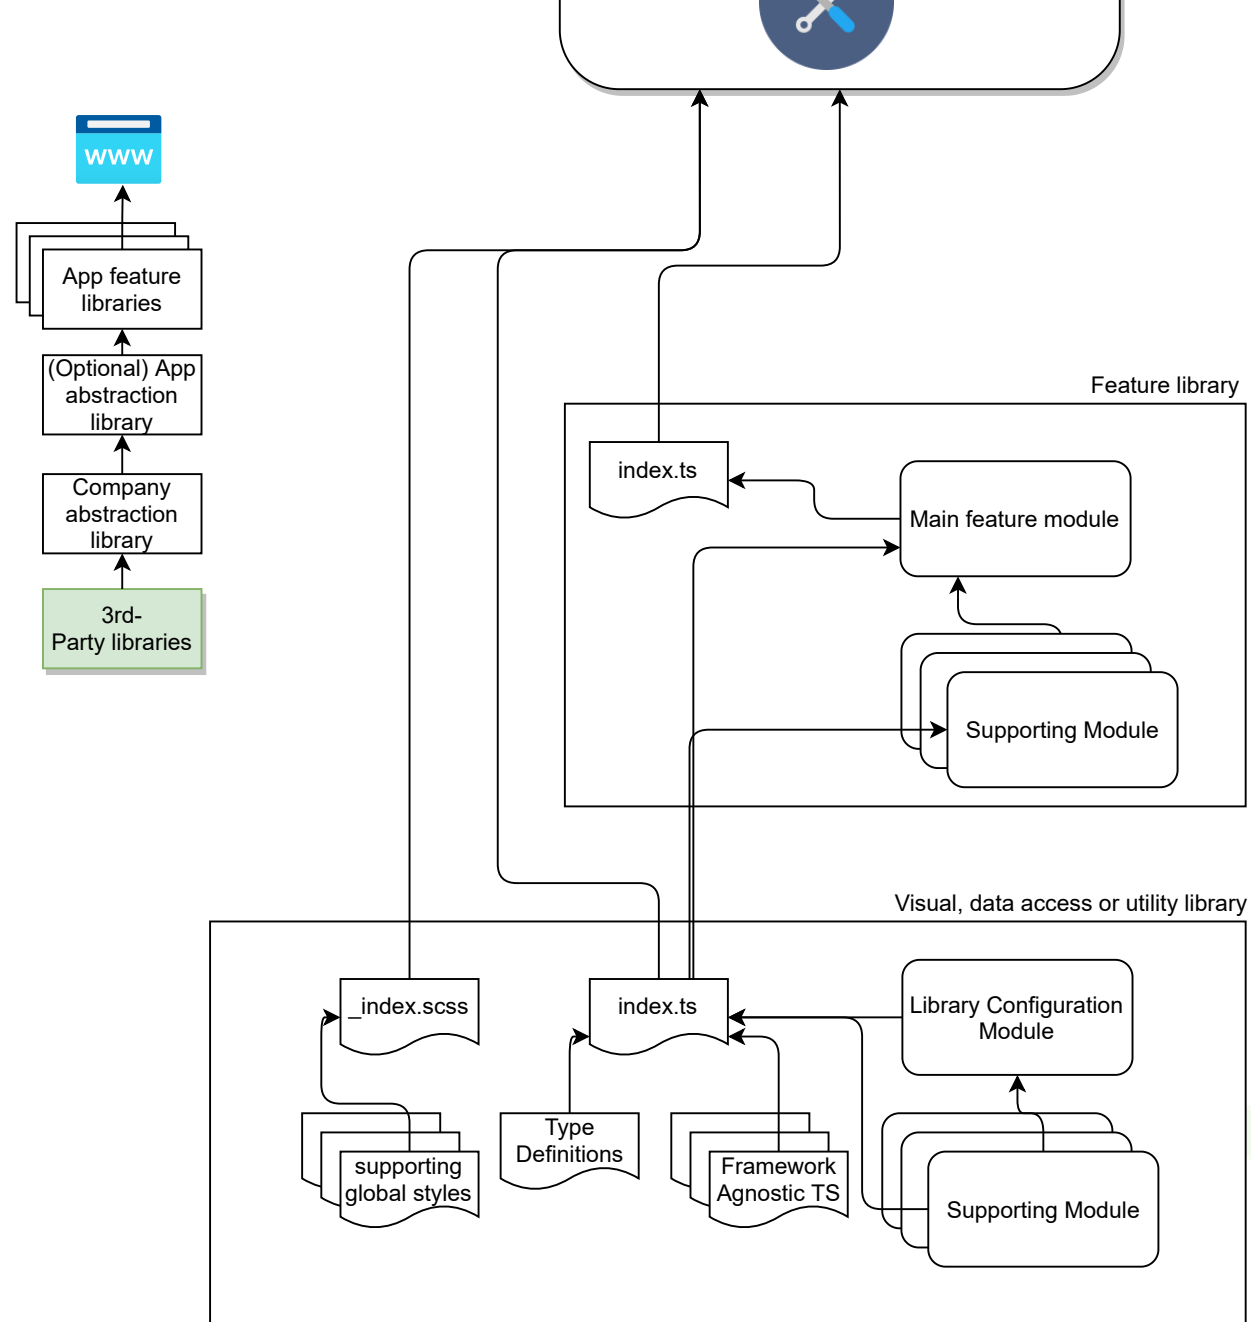 www
App feature
libraries
(Optional) App
abstraction
library
Company
abstraction
library
3rd-
Party libraries
Feature library
index.ts
Main feature module
Supporting Module
Visual, data access or utility library
_index.scss
index.ts
Library Configuration
Module
Type
Definitions
supporting
global styles
Framework
Agnostic TS
Supporting Module